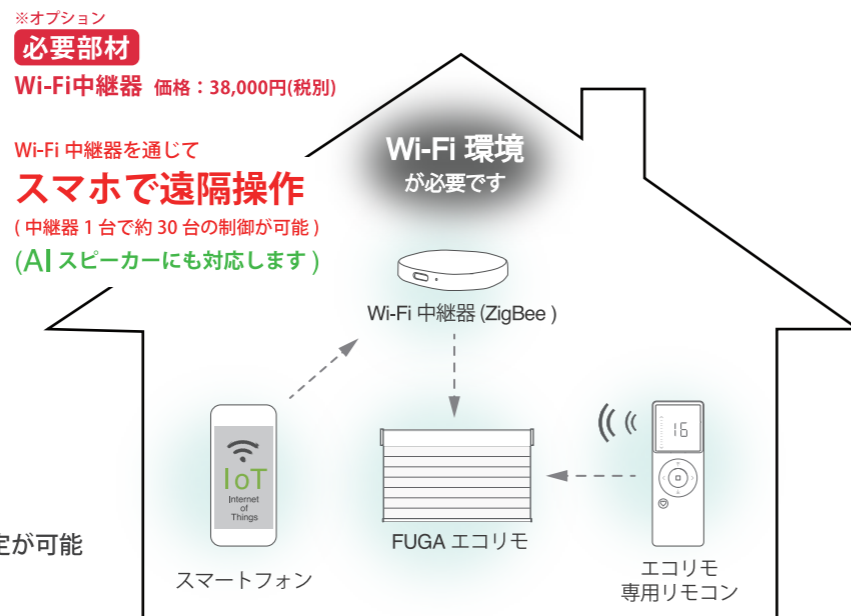 ※オプション
必要部材
Wi-Fi中継器 価格：38,000円(税別)
Wi-Fi 中継器を通じて
スマホで遠隔操作
( 中継器 1 台で約 30 台の制御が可能 )
(AI スピーカーにも対応します )
Wi-Fi 環境
が必要です
Wi-Fi 中継器 (ZigBee )
IoT
Internet
of
Things
16
定が可能
FUGA エコリモ
スマートフォン
エコリモ
専用リモコン